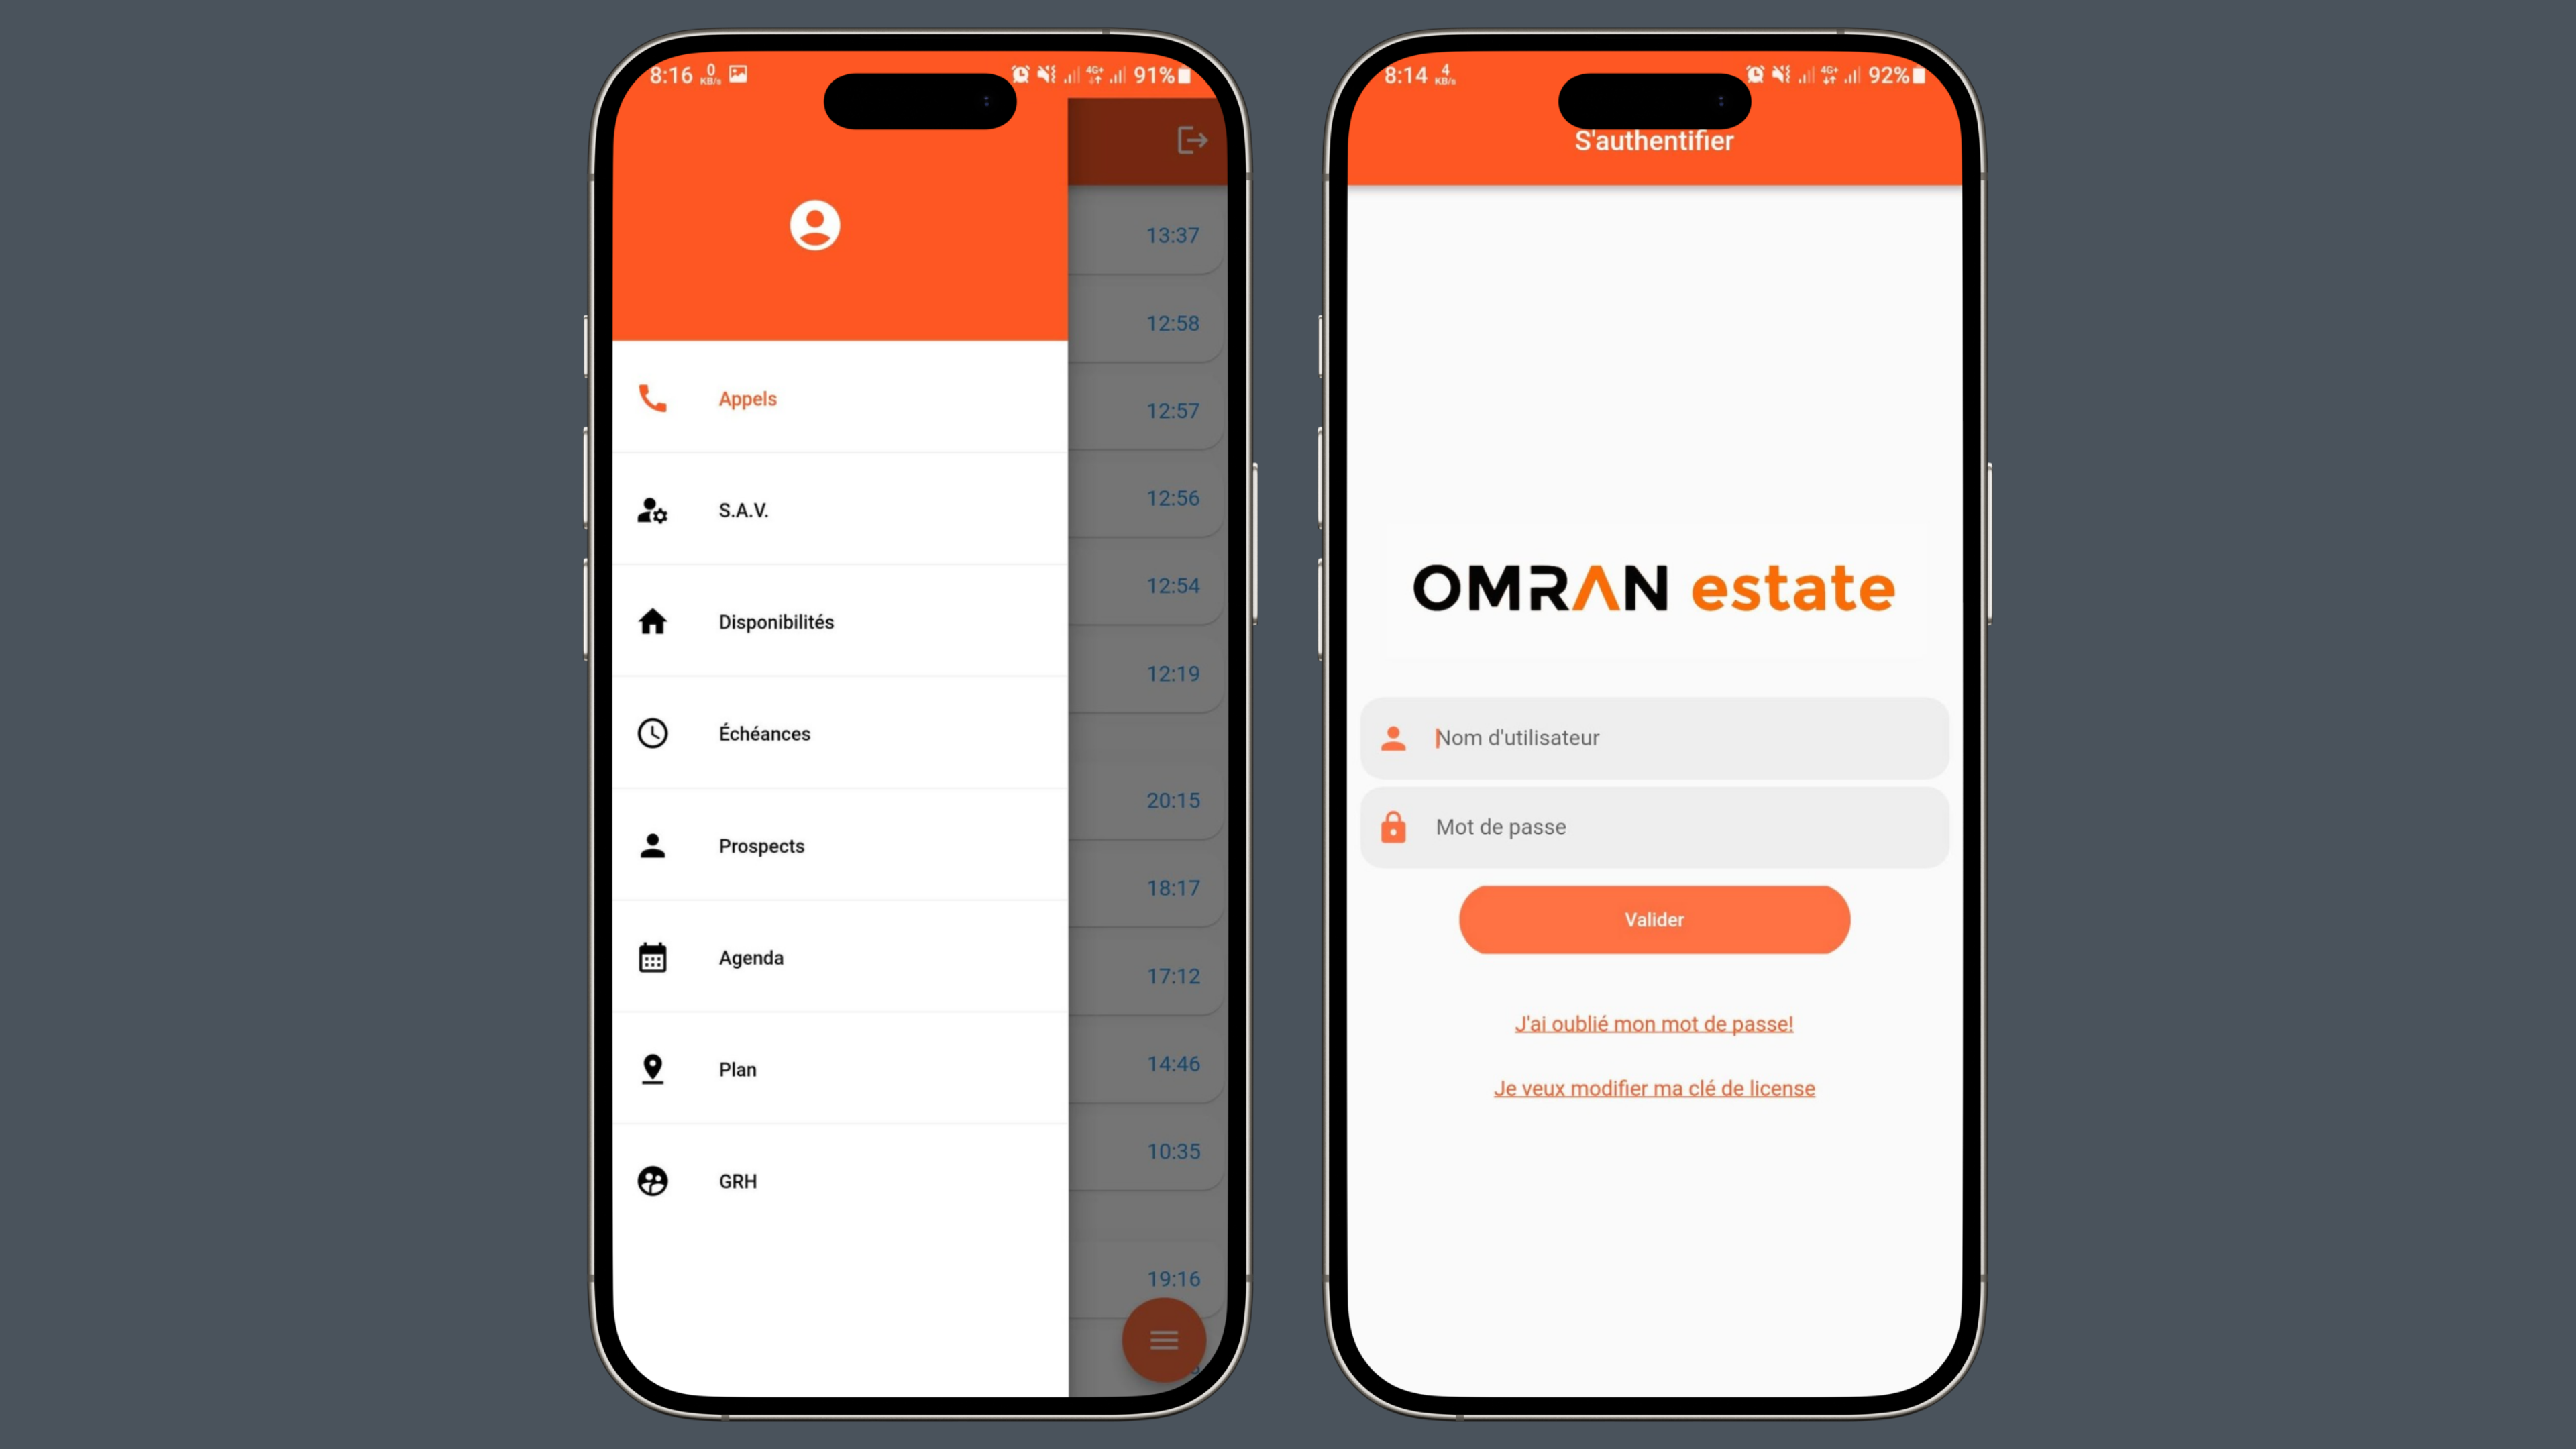 8:16 0 KB/s 4G+ 91%
13:37
12:58
12:57
12:56
12:54
12:19
20:15
18:17
17:12
14:46
10:35
19:16
Appels
S.A.V.
Disponibilités
Échéances
Prospects
Agenda
Plan
GRH
8:14 4 KB/s 4G+ 92%
S'authentifier
OMRAN estate
Nom d'utilisateur
Mot de passe
Valider
J'ai oublié mon mot de passe!
Je veux modifier ma clé de license